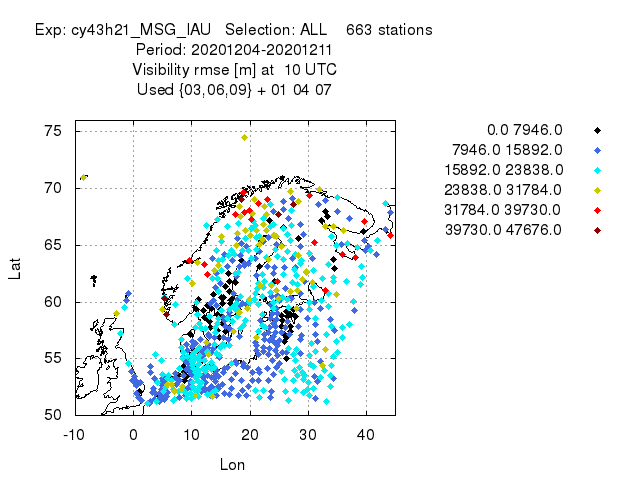 Exp: cy43h21_MSG_IAU   Selection: ALL    663 stations
Period: 20201204-20201211
Visibility rmse [m] at  10 UTC
Used {03,06,09} + 01 04 07
0.0 7946.0
7946.0 15892.0
15892.0 23838.0
23838.0 31784.0
31784.0 39730.0
39730.0 47676.0
75
70
65
60
55
50
Lat
-10 0 10 20 30 40
Lon